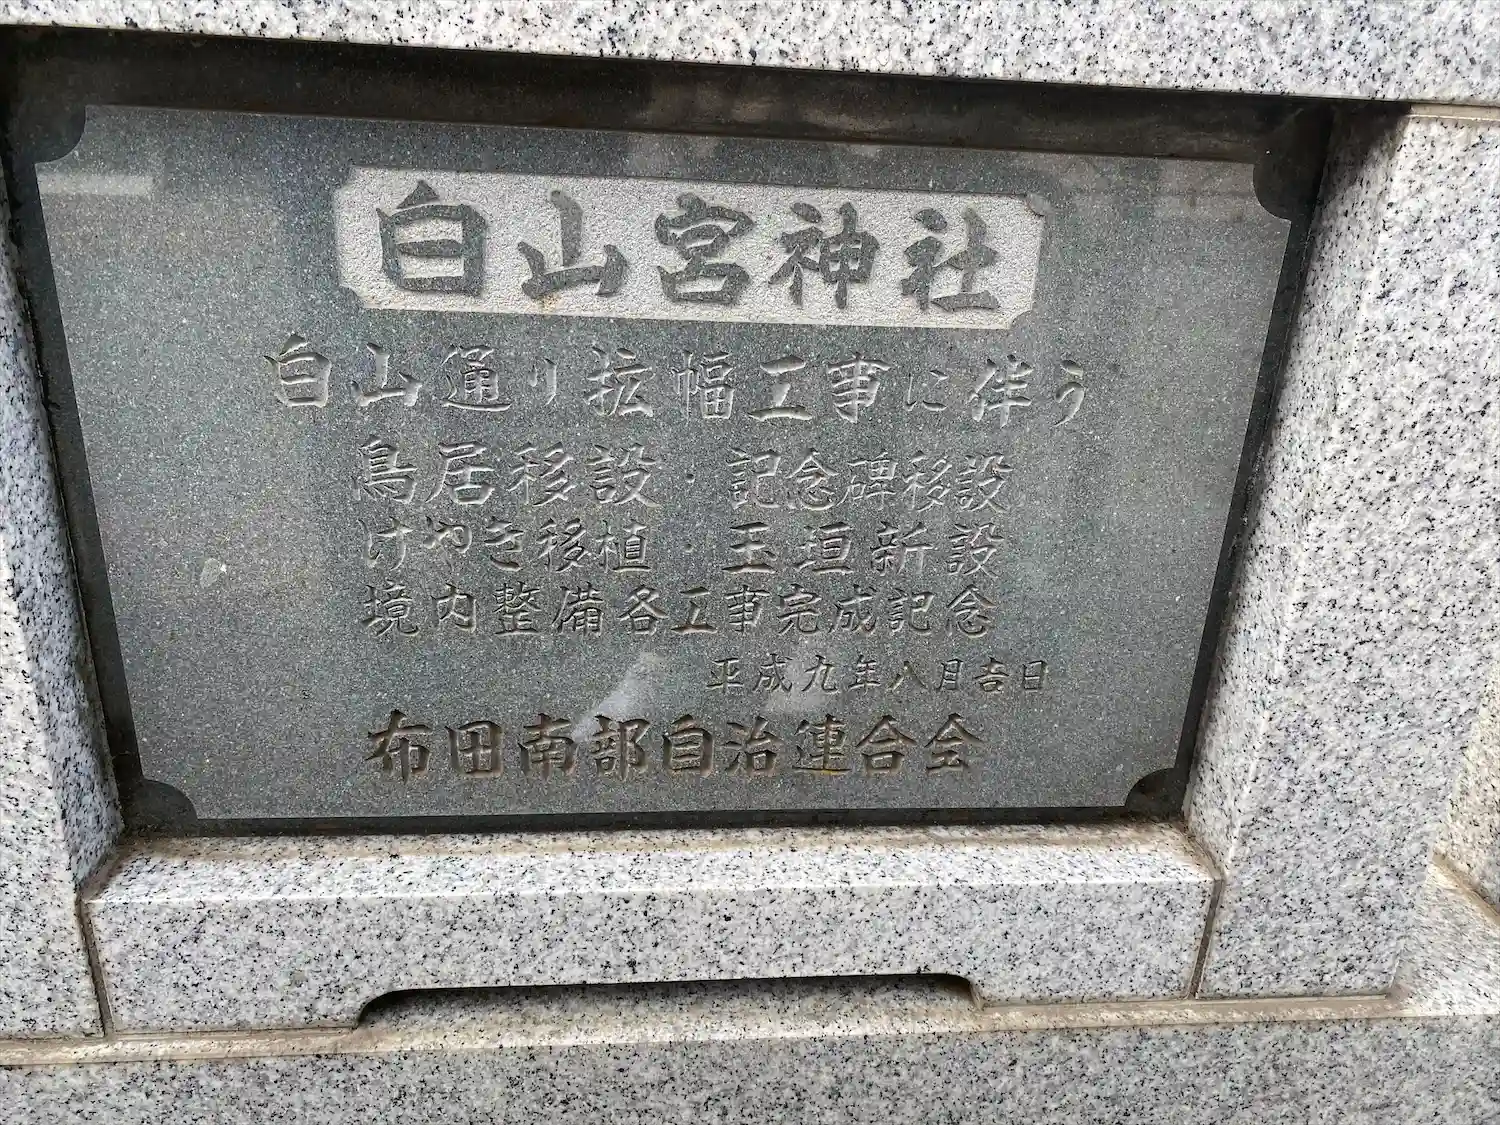 白山宮神社
白山通り拡幅工事に伴う
鳥居移設・記念碑移設
けやき移植・玉垣新設
境内整備各工事完成記念
平成九年八月吉日
布田南部自治連合会